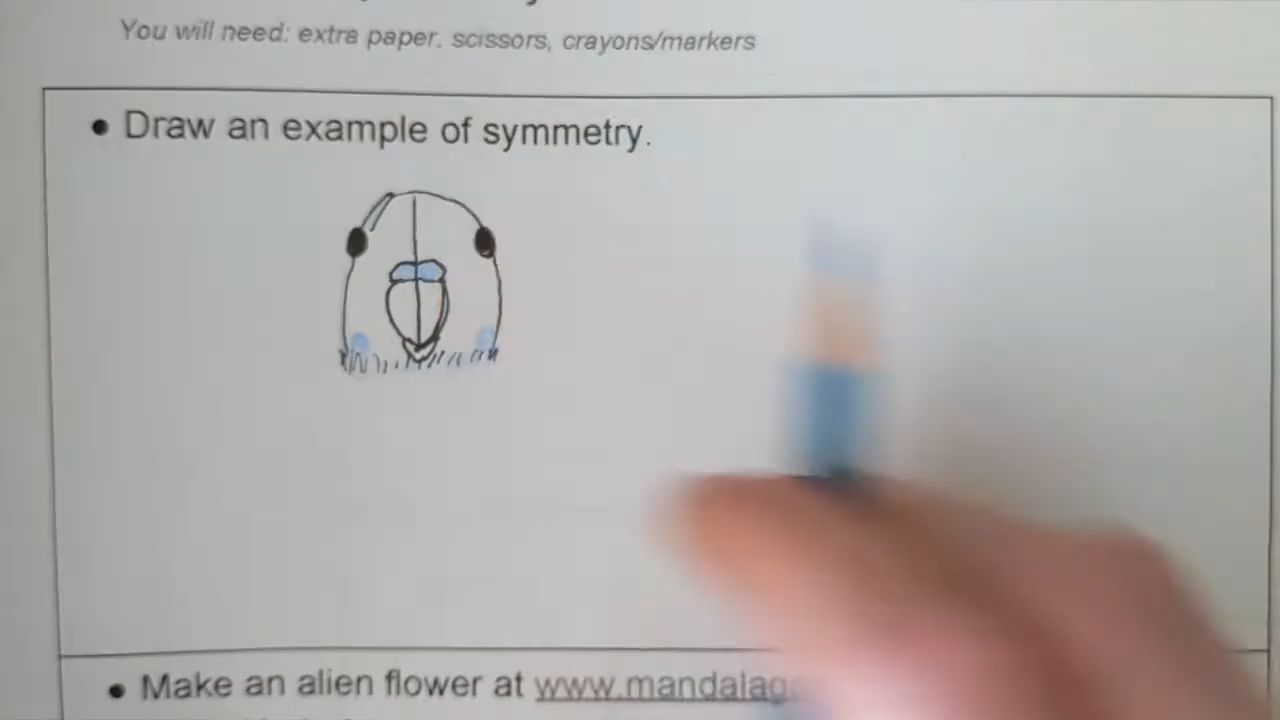 You will need: extra paper, scissors, crayons/markers
• Draw an example of symmetry.
• Make an alien flower at